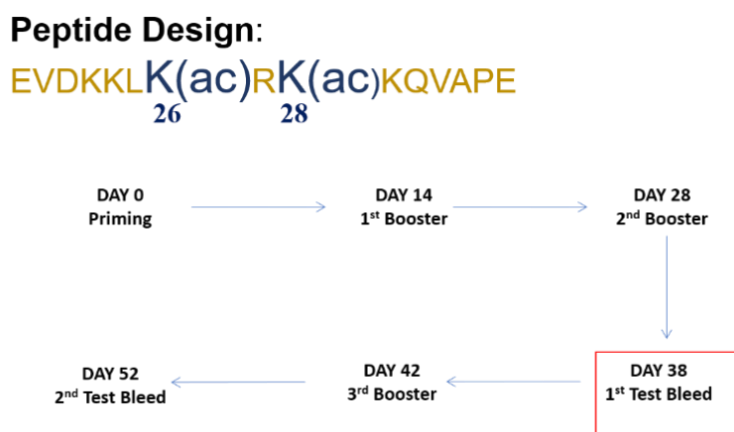 Peptide Design:
EVDKKLK(ac)RK(ac)KQVAPE
26 28
DAY 0
Priming
DAY 14
1st Booster
DAY 28
2nd Booster
DAY 38
1st Test Bleed
DAY 42
3rd Booster
DAY 52
2nd Test Bleed